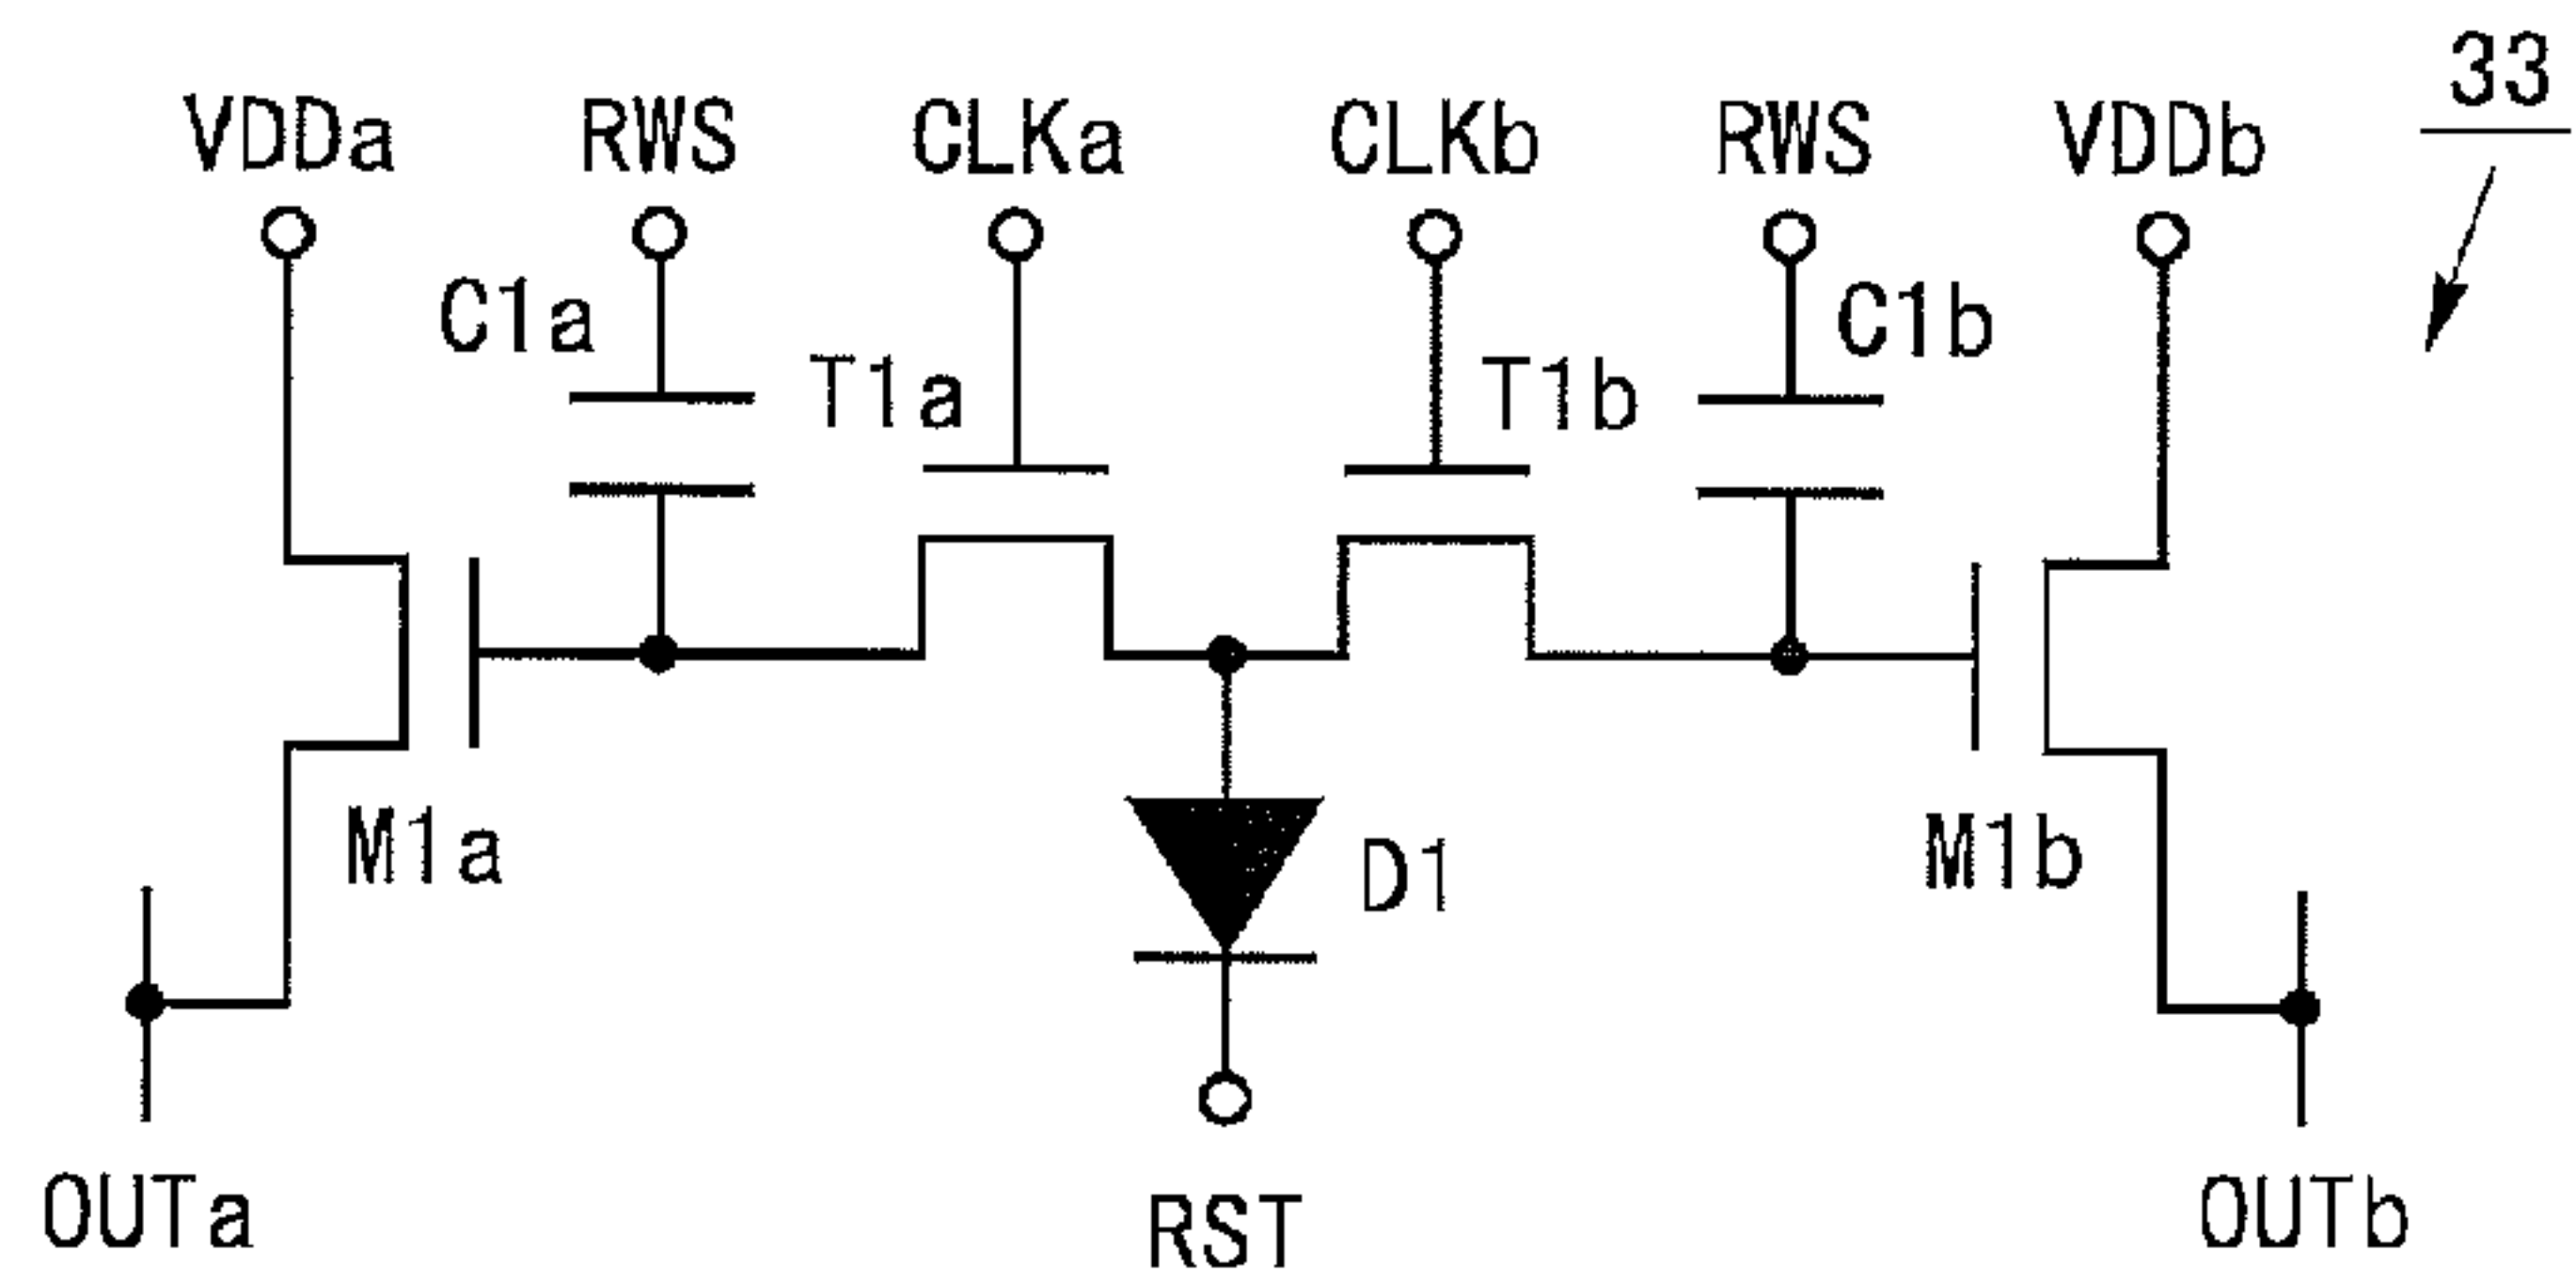 33
VDDa RWS CLKa CLKb RWS VDDb
C1a C1b
T1a T1b
M1a D1 M1b
OUTa RST OUTb